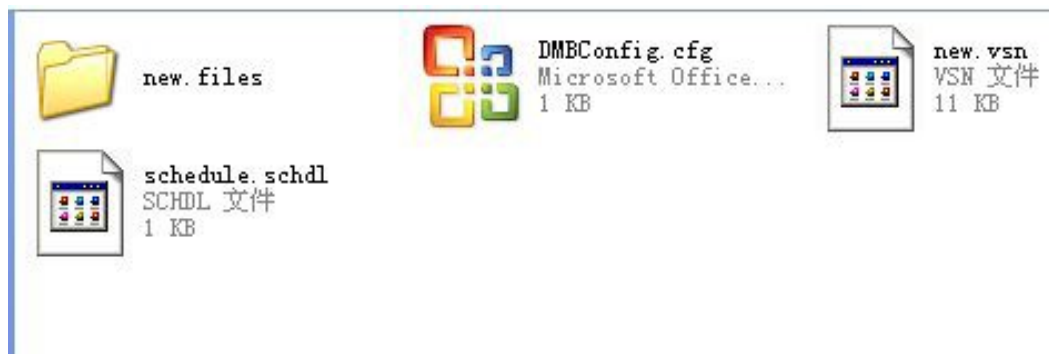 new.files
DMBConfig.cfg
Microsoft Office...
1 KB
new.vsn
VSN 文件
11 KB
schedule.schdl
SCHDL 文件
1 KB